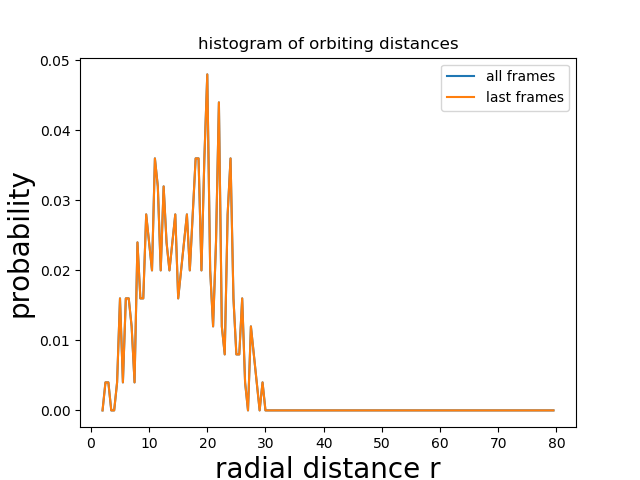 histogram of orbiting distances
0.05
0.04
0.03
0.02
0.01
0.00
probability
all frames
last frames
0 10 20 30 40 50 60 70 80
radial distance r